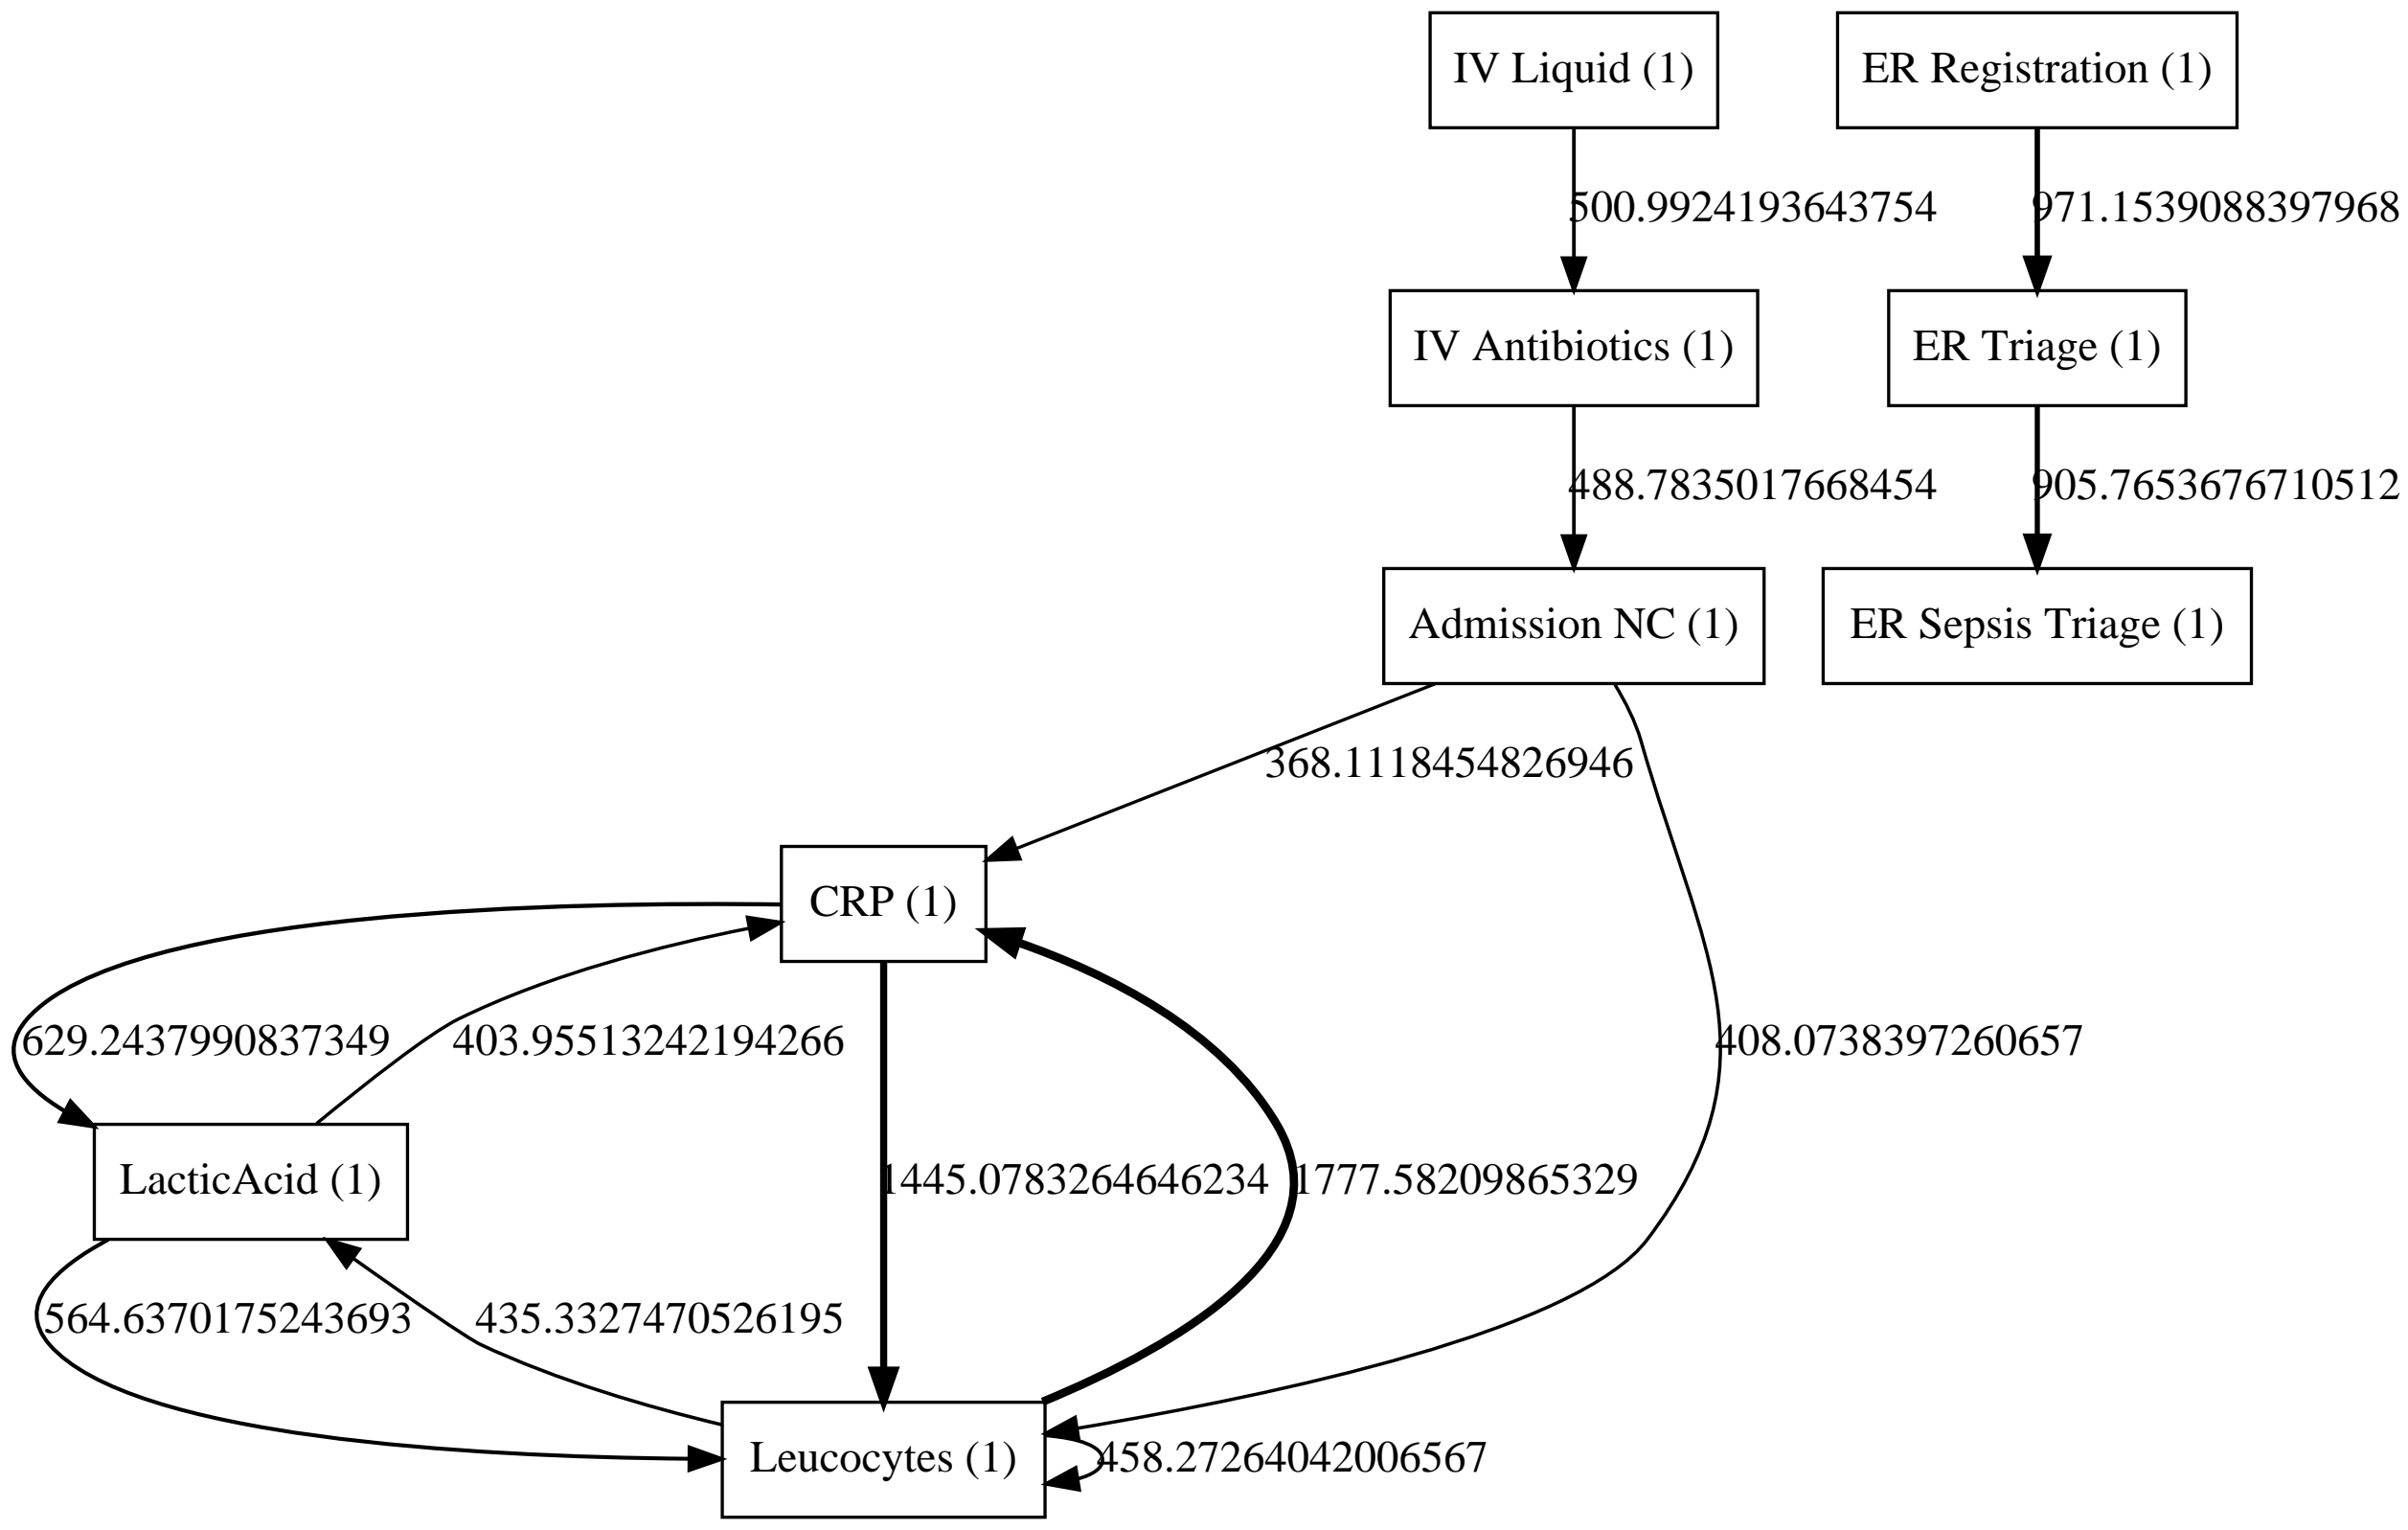 IV Liquid (1)
ER Registration (1)
500.9924193643754
971.1539088397968
IV Antibiotics (1)
ER Triage (1)
488.7835017668454
905.7653676710512
Admission NC (1)
ER Sepsis Triage (1)
368.1118454826946
CRP (1)
629.2437990837349
403.95513242194266
408.0738397260657
LacticAcid (1)
1445.0783264646234
1777.58209865329
564.6370175243693
435.3327470526195
Leucocytes (1)
458.27264042006567